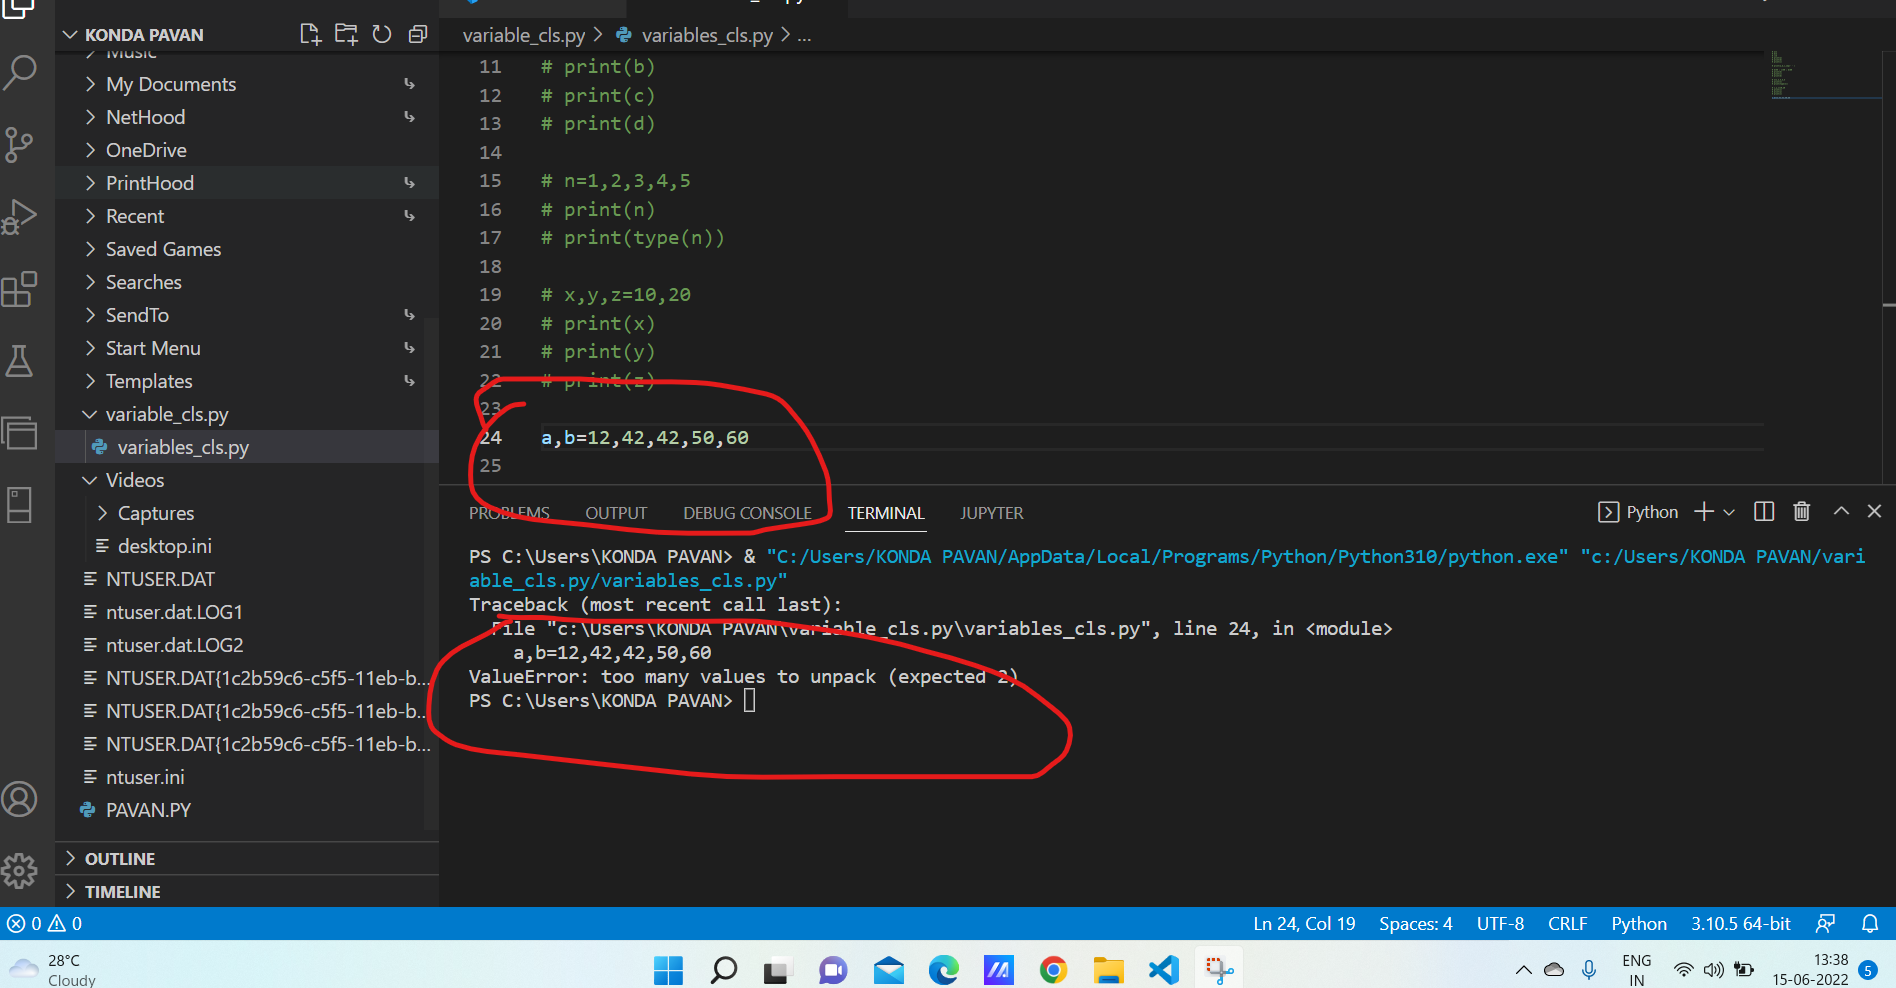 KONDA PAVAN
Music
My Documents
NetHood
OneDrive
PrintHood
Recent
Saved Games
Searches
SendTo
Start Menu
Templates
variable_cls.py
variables_cls.py
Videos
Captures
desktop.ini
NTUSER.DAT
ntuser.dat.LOG1
ntuser.dat.LOG2
NTUSER.DAT{1c2b59c6-c5f5-11eb-b...
NTUSER.DAT{1c2b59c6-c5f5-11eb-b...
NTUSER.DAT{1c2b59c6-c5f5-11eb-b...
ntuser.ini
PAVAN.PY
OUTLINE
TIMELINE
variable_cls.py > variables_cls.py > ...
11 # print(b)
12 # print(c)
13 # print(d)
14
15 # n=1,2,3,4,5
16 # print(n)
17 # print(type(n))
18
19 # x,y,z=10,20
20 # print(x)
21 # print(y)
22 # print(z)
23
24 a,b=12,42,42,50,60
25
PROBLEMS OUTPUT DEBUG CONSOLE TERMINAL JUPYTER Python
PS C:\Users\KONDA PAVAN> & "C:/Users/KONDA PAVAN/AppData/Local/Programs/Python/Python310/python.exe" "c:/Users/KONDA PAVAN/vari
able_cls.py/variables_cls.py"
Traceback (most recent call last):
File "c:\Users\KONDA PAVAN\variable_cls.py\variables_cls.py", line 24, in <module>
a,b=12,42,42,50,60
ValueError: too many values to unpack (expected 2)
PS C:\Users\KONDA PAVAN>
0 0 Ln 24, Col 19 Spaces: 4 UTF-8 CRLF Python 3.10.5 64-bit
28°C
Cloudy
ENG
IN
13:38
15-06-2022
5